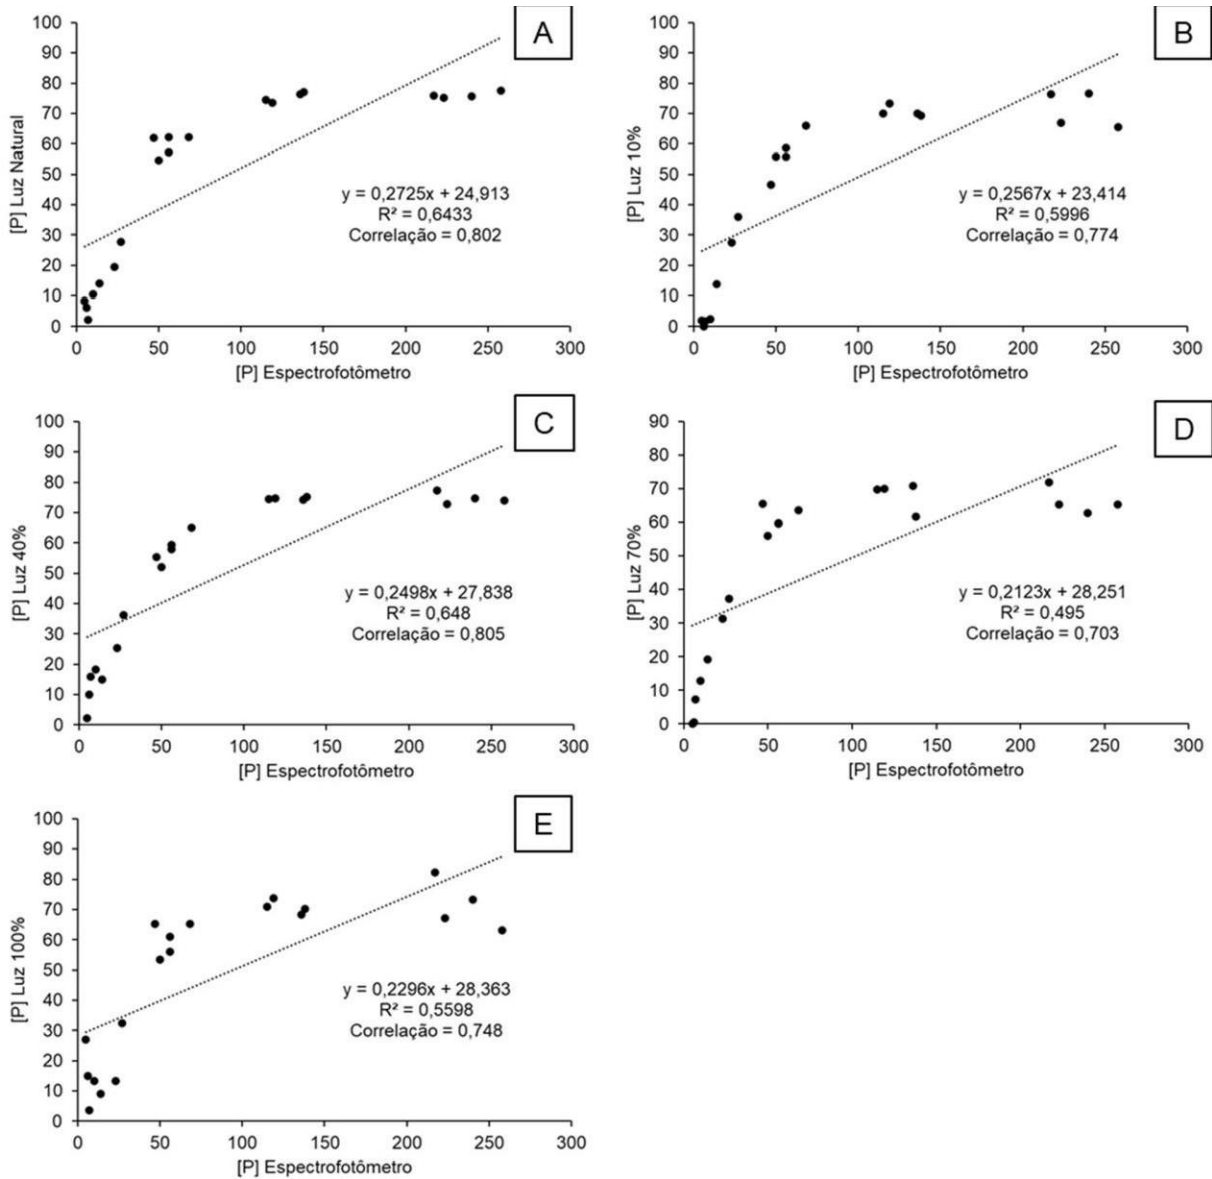 A
[P] Luz Natural
100
90
80
70
60
50
40
30
20
10
0
y = 0,2725x + 24,913
R² = 0,6433
Correlação = 0,802
0 50 100 150 200 250 300
[P] Espectrofotômetro
B
[P] Luz 10%
100
90
80
70
60
50
40
30
20
10
0
y = 0,2567x + 23,414
R² = 0,5996
Correlação = 0,774
0 50 100 150 200 250 300
[P] Espectrofotômetro
C
[P] Luz 40%
100
90
80
70
60
50
40
30
20
10
0
y = 0,2498x + 27,838
R² = 0,648
Correlação = 0,805
0 50 100 150 200 250 300
[P] Espectrofotômetro
D
[P] Luz 70%
90
80
70
60
50
40
30
20
10
0
y = 0,2123x + 28,251
R² = 0,495
Correlação = 0,703
0 50 100 150 200 250 300
[P] Espectrofotômetro
E
[P] Luz 100%
100
90
80
70
60
50
40
30
20
10
0
y = 0,2296x + 28,363
R² = 0,5598
Correlação = 0,748
0 50 100 150 200 250 300
[P] Espectrofotômetro